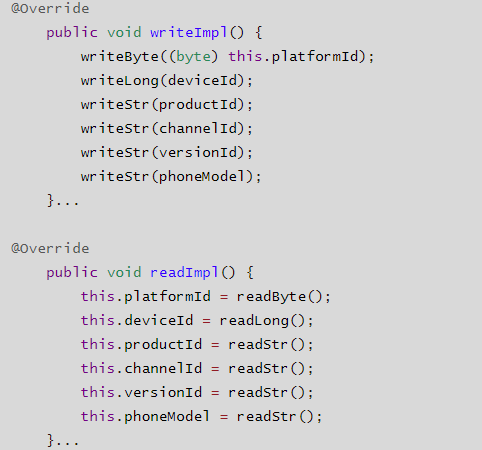 @Override
    public void writeImpl() {
        writeByte((byte) this.platformId);
        writeLong(deviceId);
        writeStr(productId);
        writeStr(channelId);
        writeStr(versionId);
        writeStr(phoneModel);
    }...
@Override
    public void readImpl() {
        this.platformId = readByte();
        this.deviceId = readLong();
        this.productId = readStr();
        this.channelId = readStr();
        this.versionId = readStr();
        this.phoneModel = readStr();
    }...